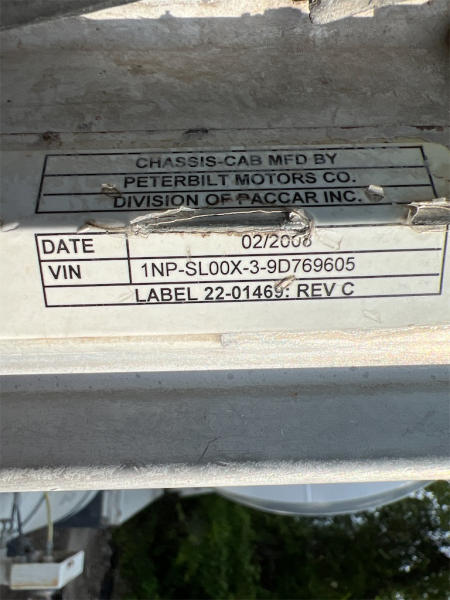 CHASSIS-CAB MFD BY
PETERBILT MOTORS CO.
DIVISION OF PACCAR INC.
DATE 02/2008
VIN 1NP-SL00X-3-9D769605
LABEL 22-01469: REV C